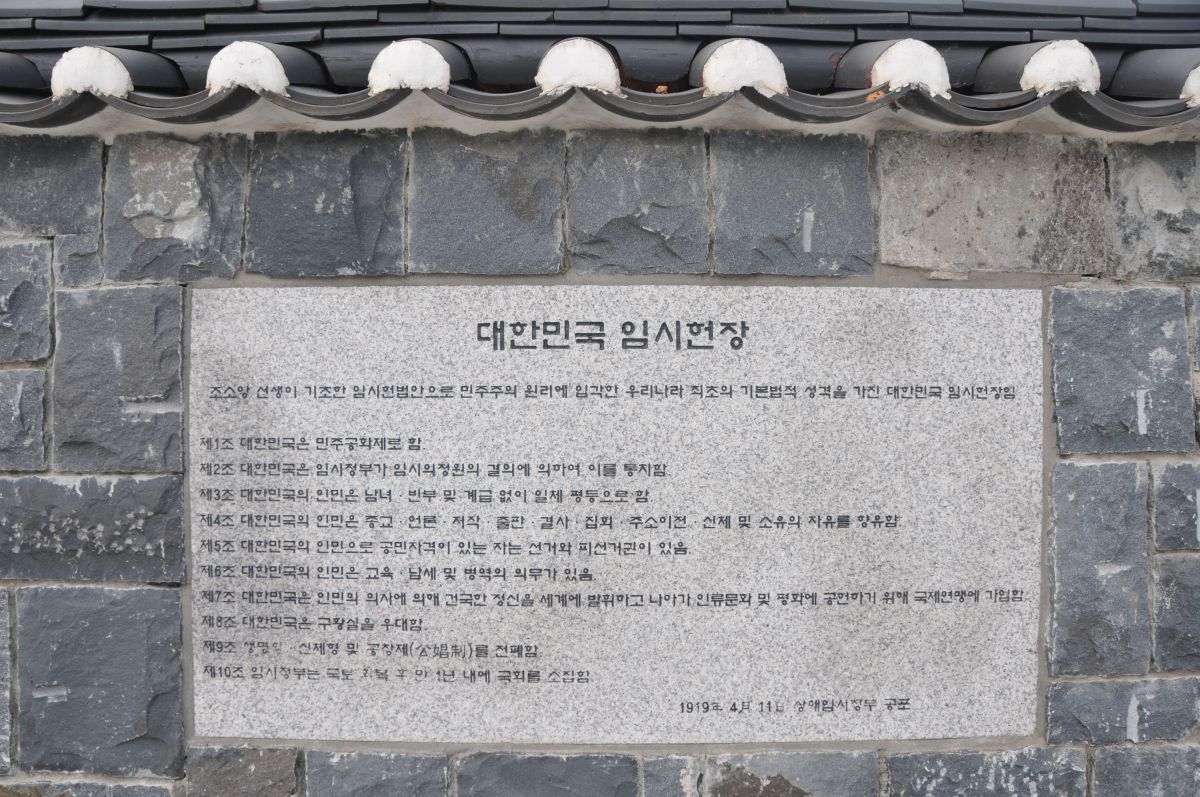 대한민국 임시헌장
조소앙 선생이 기초한 임시헌법안으로 민주주의 원리에 입각한 우리나라 최초의 기본법적 성격을 가진 대한민국 임시헌장임
제1조 대한민국은 민주공화제로 함.
제2조 대한민국은 임시정부가 임시의정원의 결의에 의하여 이를 통치함.
제3조 대한민국의 인민은 남녀·빈부 및 계급 없이 일체 평등으로 함.
제4조 대한민국의 인민은 종교·언론·저작·출판·결사·집회·주소이전·신체 및 소유의 자유를 향유함.
제5조 대한민국의 인민으로 공민자격이 있는 자는 선거와 피선거권이 있음.
제6조 대한민국의 인민은 교육·납세 및 병역의 의무가 있음.
제7조 대한민국은 인민의 의사에 의해 건국한 정신을 세계에 발휘하고 나아가 인류문화 및 평화에 공헌하기 위해 국제연맹에 가입함.
제8조 대한민국은 구황실을 우대함.
제9조 생명형·신체형 및 공창제(公娼制)를 전폐함.
제10조 임시정부는 국토 회복 후 만 1년 내에 국회를 소집함.
1919年 4月 11日 상해임시정부 공포